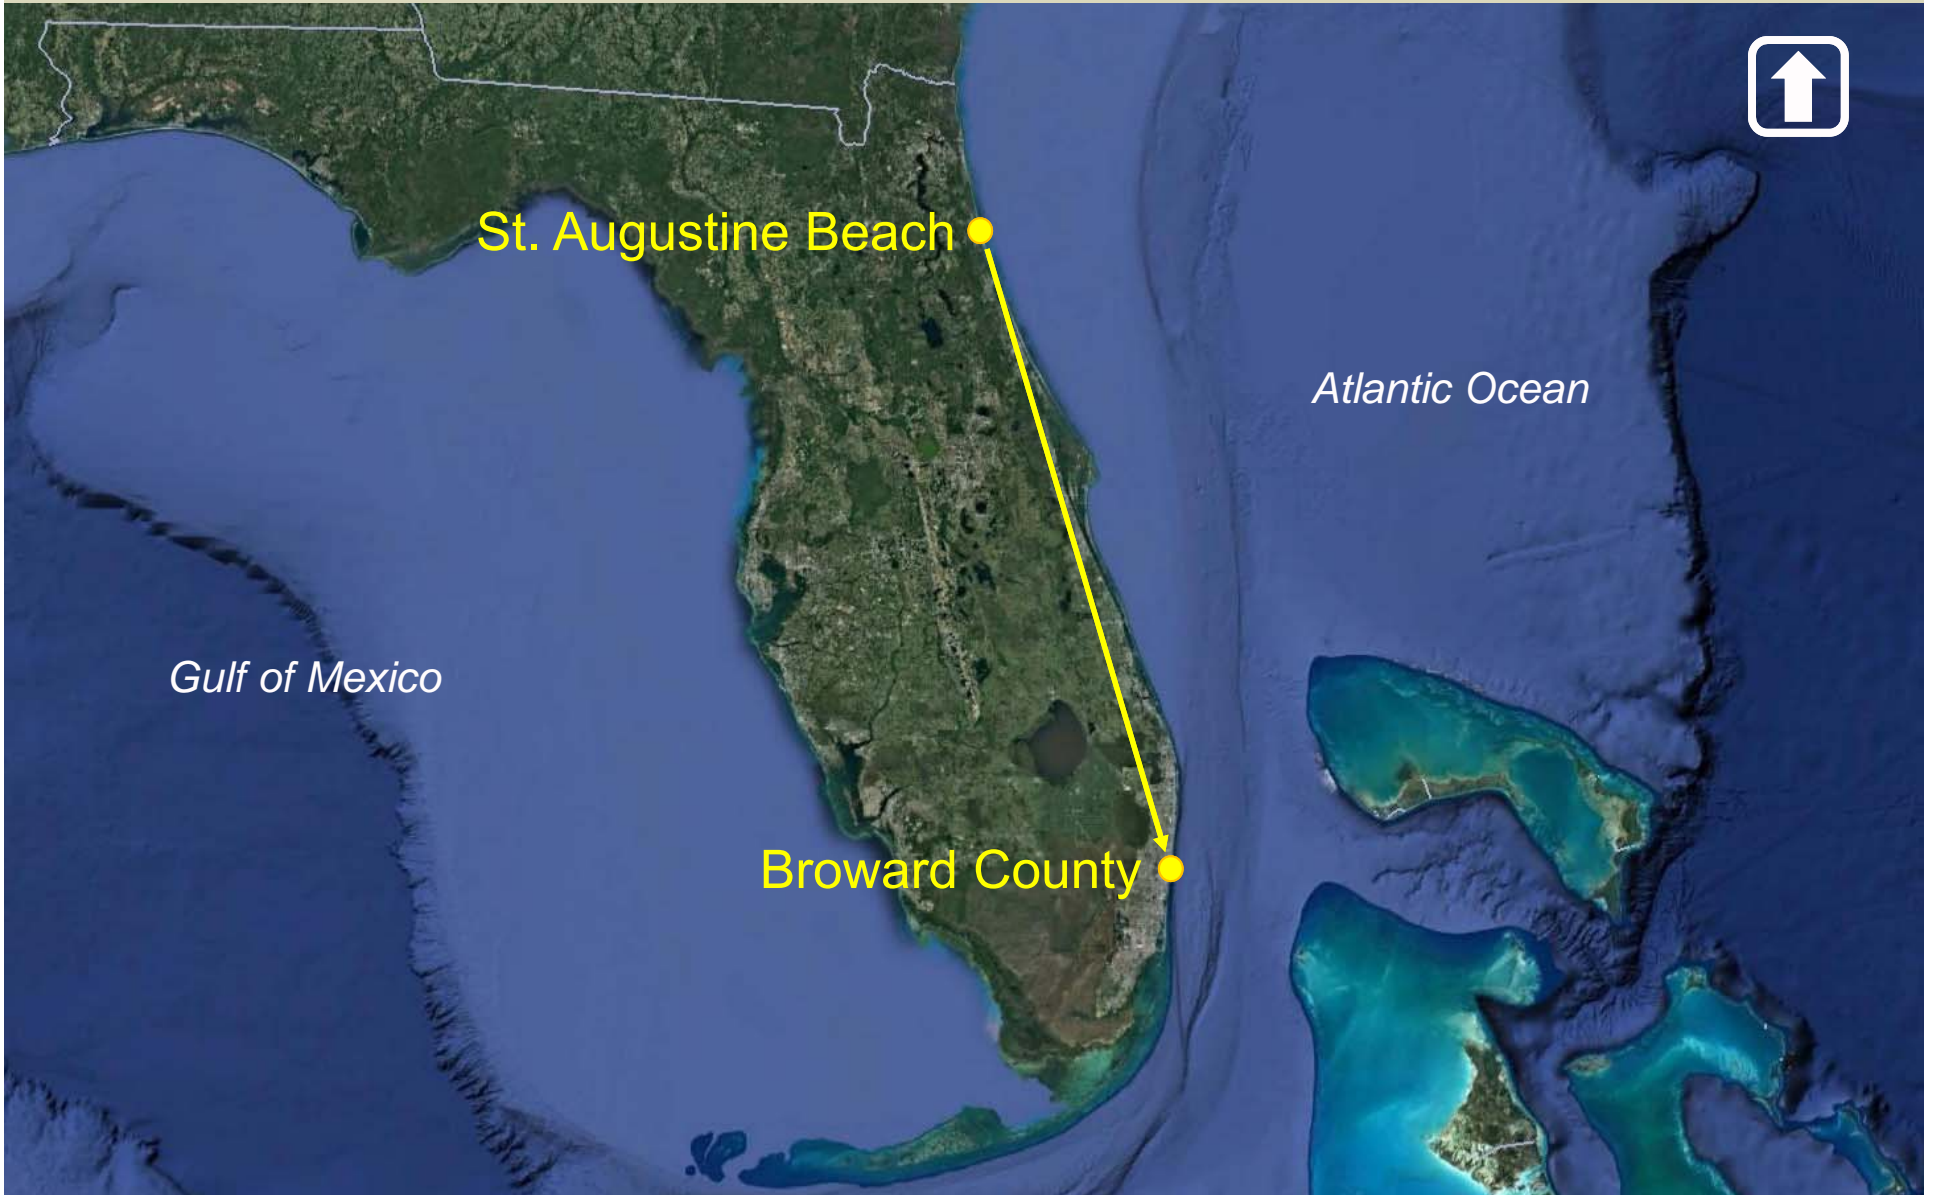 St. Augustine Beach
Atlantic Ocean
Gulf of Mexico
Broward County